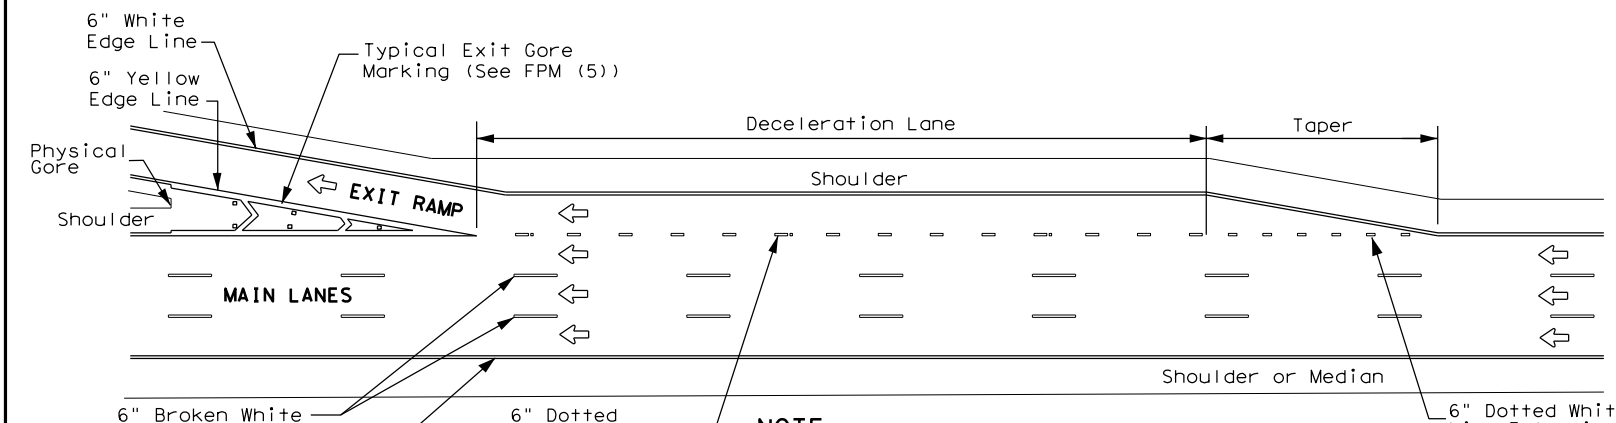 6" White
Edge Line
Typical Exit Gore
Marking (See FPM (5))
6" Yellow
Edge Line
Deceleration Lane
Taper
Physical
Gore
EXIT RAMP
Shoulder
Shoulder
MAIN LANES
Shoulder or Median
6" Broken White
6" Dotted
NOTE
6" Dotted Whit